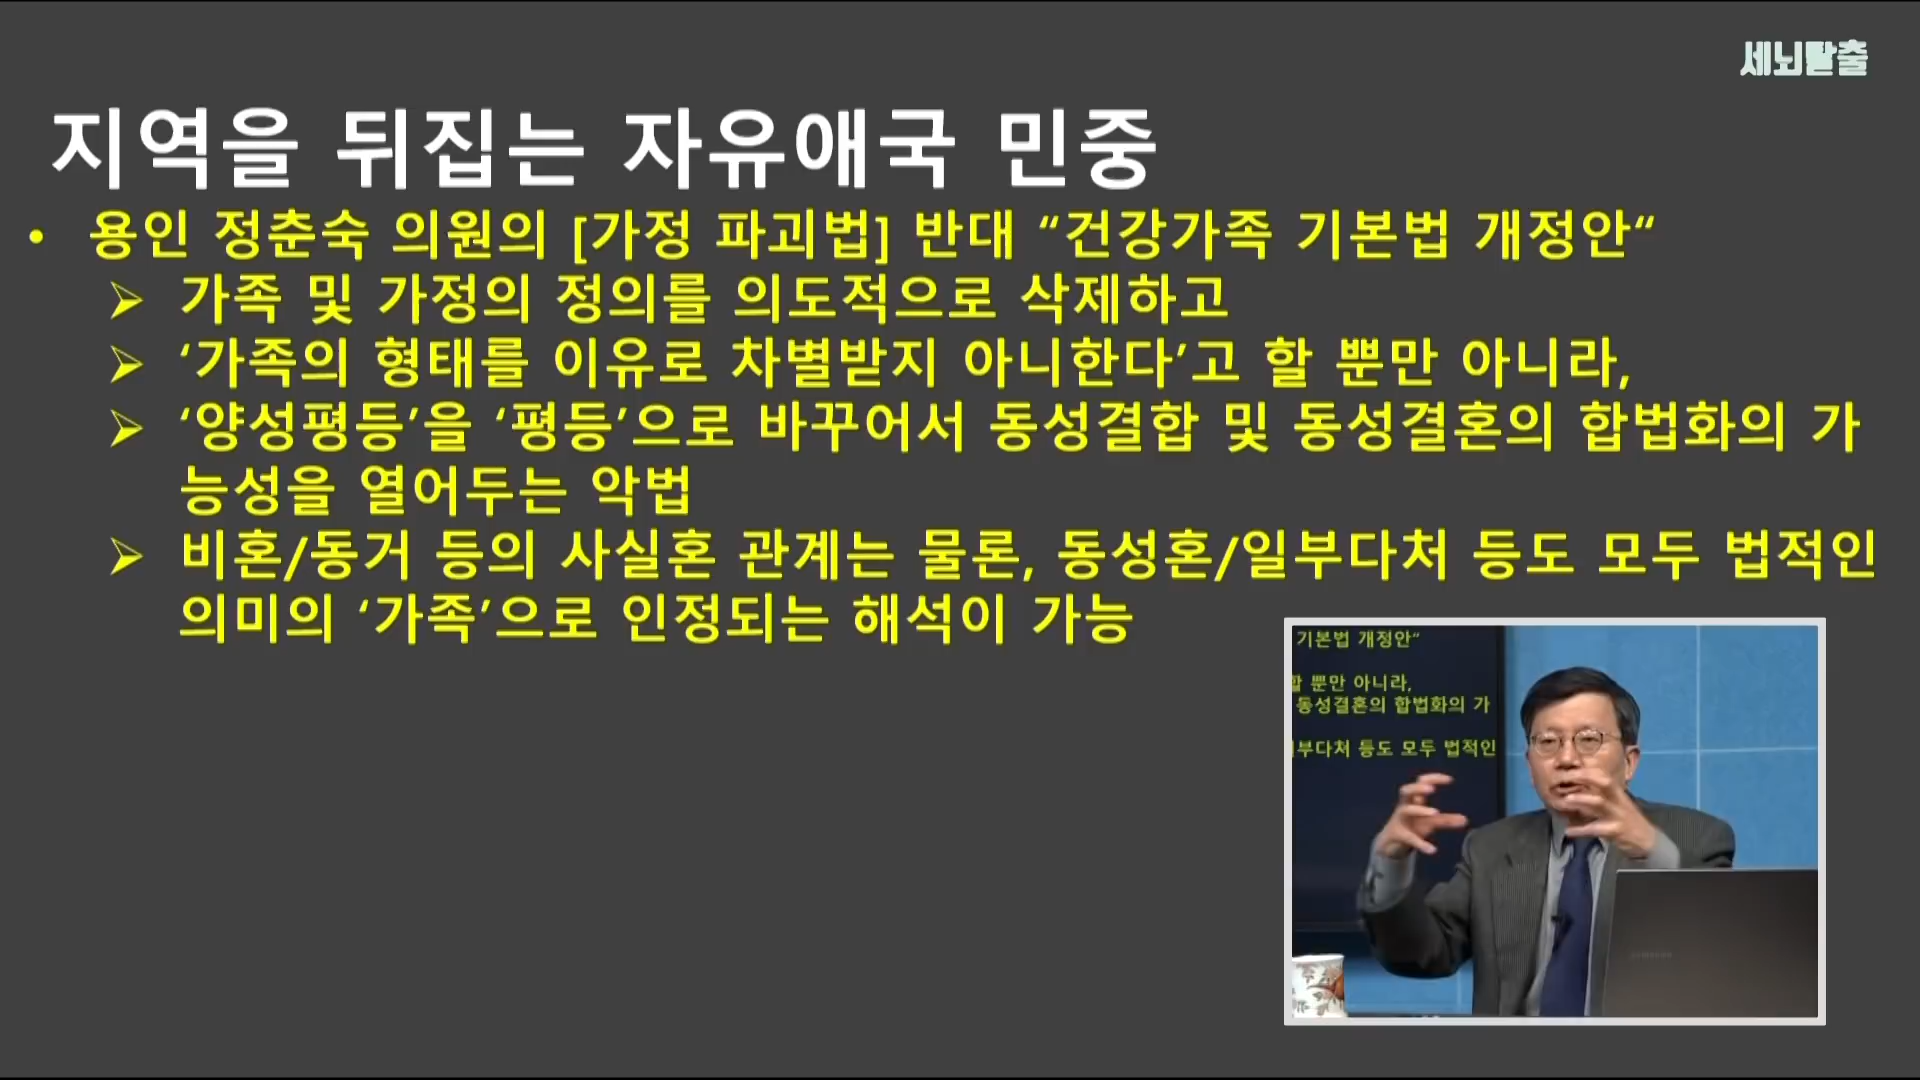 세뇌탈출
지역을 뒤집는 자유애국 민중
• 용인 정춘숙 의원의 [가정 파괴법] 반대 “건강가족 기본법 개정안“
➢ 가족 및 가정의 정의를 의도적으로 삭제하고
➢ ‘가족의 형태를 이유로 차별받지 아니한다’고 할 뿐만 아니라,
➢ ‘양성평등’을 ‘평등’으로 바꾸어서 동성결합 및 동성결혼의 합법화의 가
능성을 열어두는 악법
➢ 비혼/동거 등의 사실혼 관계는 물론, 동성혼/일부다처 등도 모두 법적인
의미의 ‘가족’으로 인정되는 해석이 가능
기본법 개정안“
할 뿐만 아니라,
동성결혼의 합법화의 가
일부다처 등도 모두 법적인
SAMSUNG